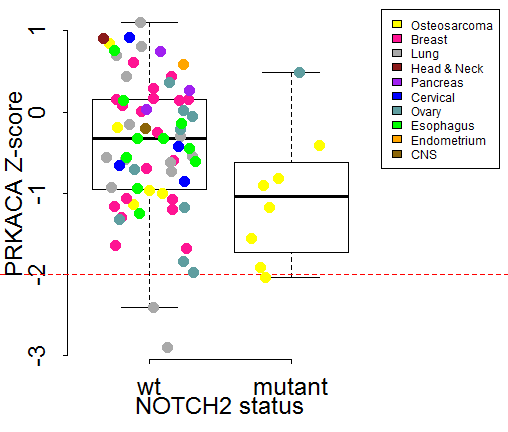 PRKACA Z-score
1
0
-1
-2
-3
wt mutant
NOTCH2 status
Osteosarcoma
Breast
Lung
Head & Neck
Pancreas
Cervical
Ovary
Esophagus
Endometrium
CNS